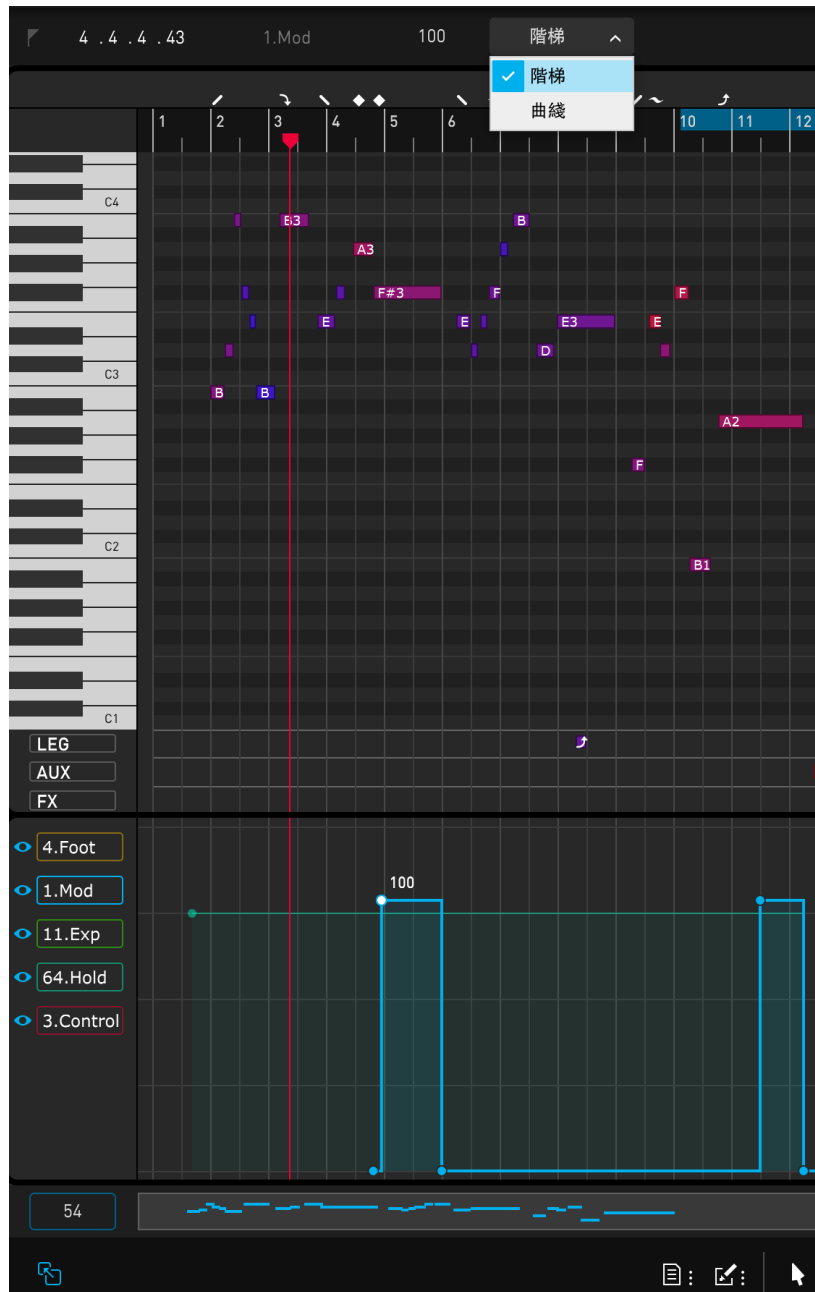 4 . 4 . 4 . 43 1.Mod 100 階梯
階梯
曲綫
1 2 3 4 5 6 10 11 12
C4
B3 B
A3
F#3 F F
E E E3 E
D
C3
B B
A2
F
C2
B1
C1
LEG
AUX
FX
4.Foot
100
1.Mod
11.Exp
64.Hold
3.Control
54